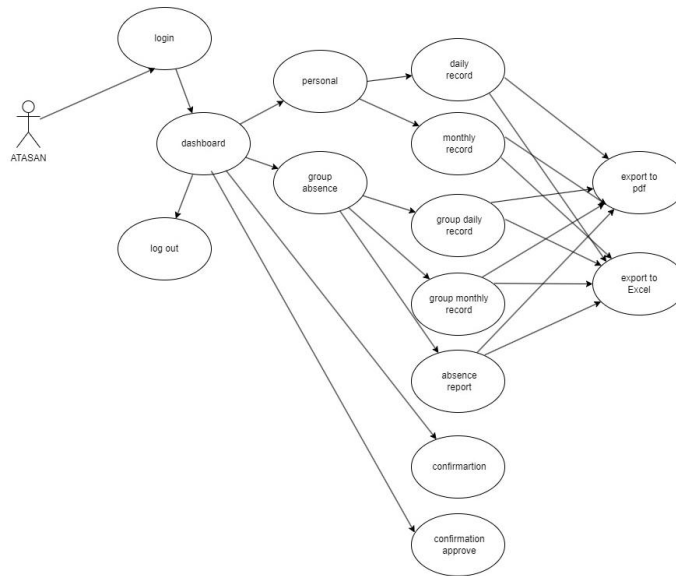 login
ATASAN
dashboard
log out
personal
group
absence
daily
record
monthly
record
group daily
record
group monthly
record
absence
report
confirmartion
confirmation
approve
export to
pdf
export to
Excel